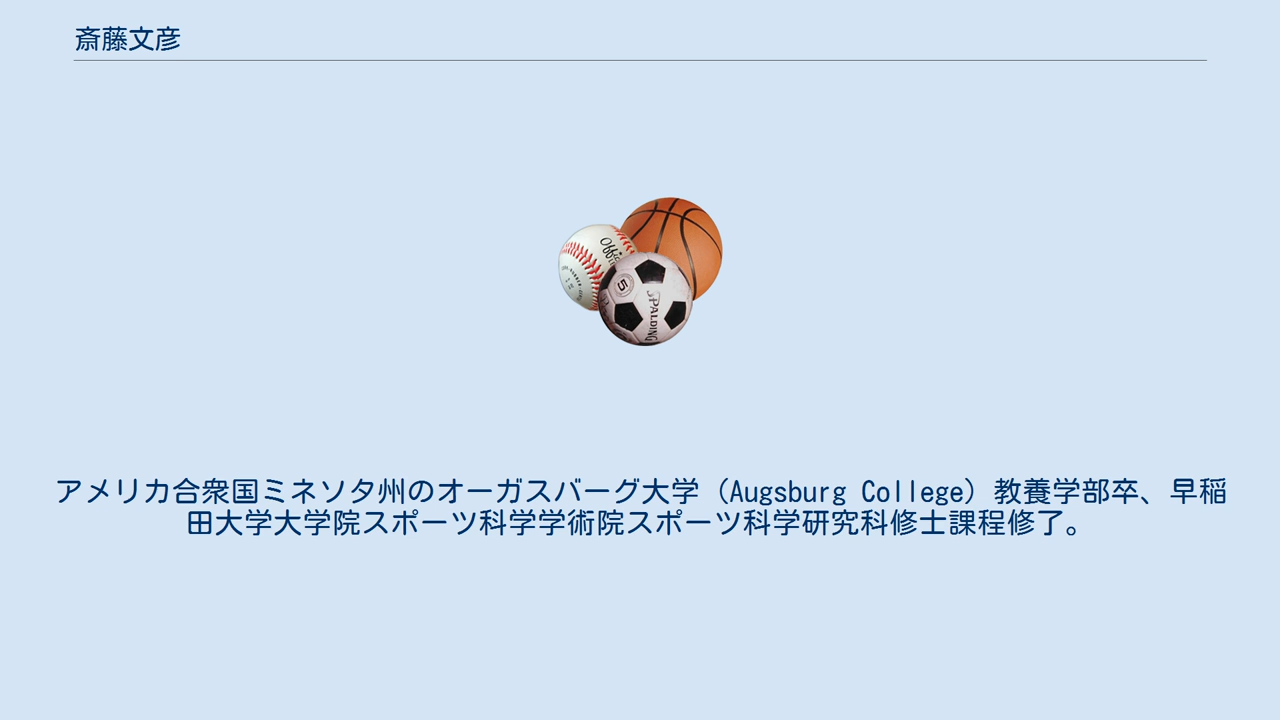 斎藤文彦
Offi
5
SPALDING
アメリカ合衆国ミネソタ州のオーガスバーグ大学（Augsburg College）教養学部卒、早稲
田大学大学院スポーツ科学学術院スポーツ科学研究科修士課程修了。